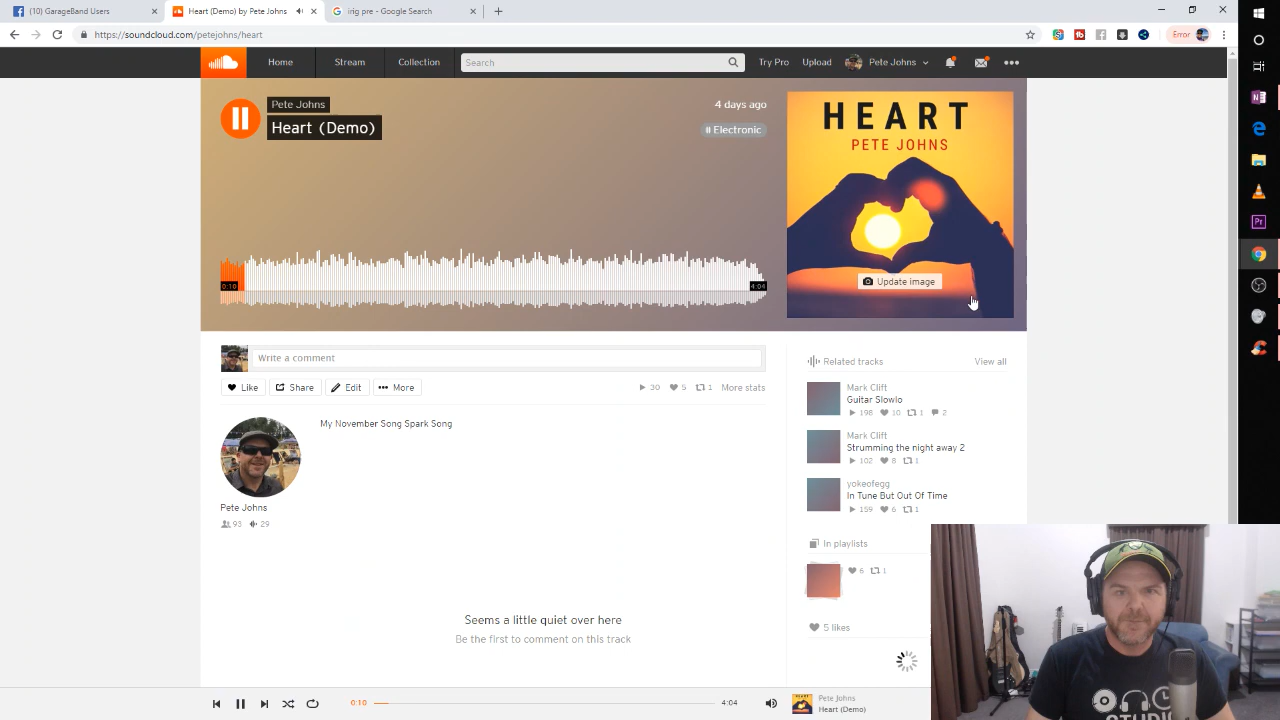 (10) GarageBand Users
Heart (Demo) by Pete Johns
irig pre - Google Search
https://soundcloud.com/petejohns/heart
Error
Home
Stream
Collection
Search
Try Pro
Upload
Pete Johns
Pete Johns
Heart (Demo)
4 days ago
# Electronic
HEART
PETE JOHNS
Update image
0:10
4:04
Write a comment
Like
Share
Edit
More
30
5
1
More stats
My November Song Spark Song
Pete Johns
93
29
Seems a little quiet over here
Be the first to comment on this track
Related tracks
View all
Mark Clift
Guitar Slowlo
198
10
1
2
Mark Clift
Strumming the night away 2
102
8
1
yokeofegg
In Tune But Out Of Time
159
6
1
In playlists
6
1
5 likes
STUDIO
0:10
4:04
Pete Johns
Heart (Demo)